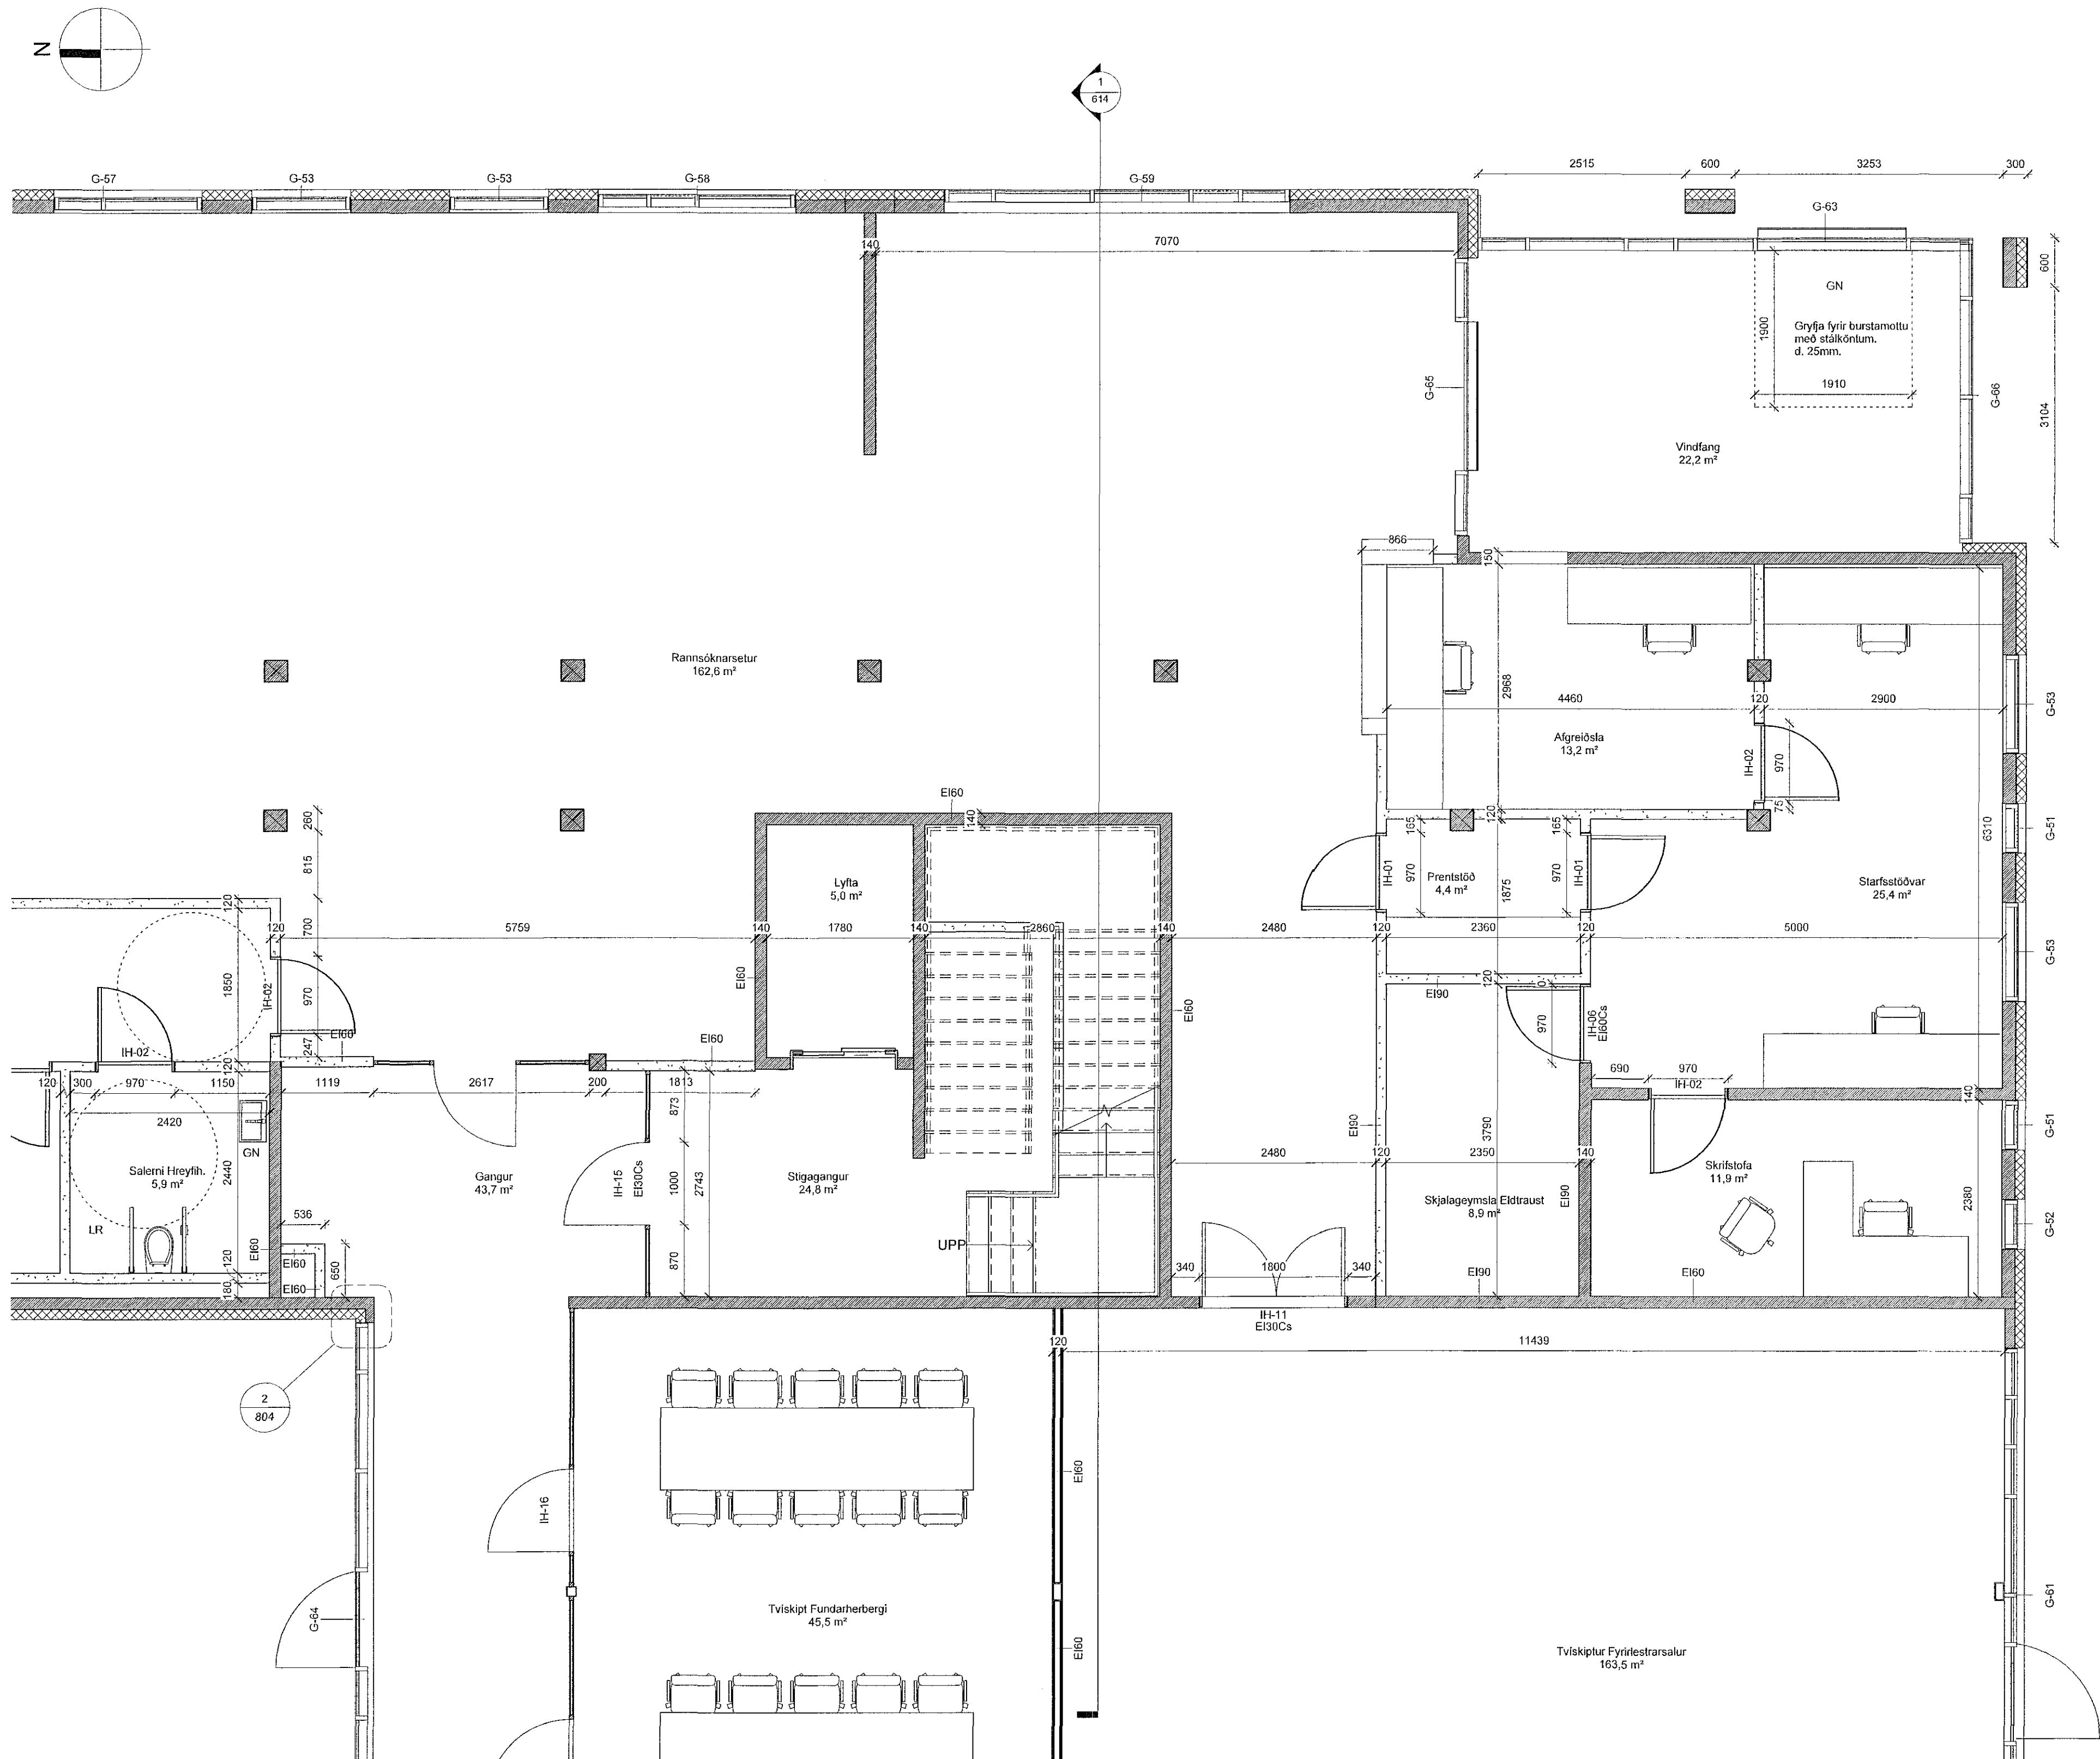 N
1
614
2515
600
3253
300
G-57
G-53
G-53
G-58
G-59
G-63
140
7070
600
GN
Gryfja fyrir burstamottu
með stálköntum.
d. 25mm.
1900
1910
G-65
G-66
3104
Vindfang
22,2 m²
866
150
Rannsóknarsetur
162,6 m²
2968
4460
120
2900
G-53
Afgreiðsla
13,2 m²
IH-02
970
75
EI60
140
260
815
120
165
165
6310
G-51
IH-01
970
Prentstöð
4,4 m²
1875
970
IH-01
Lyfta
5,0 m²
Starfsstöðvar
25,4 m²
120
700
120
5759
140
1780
140
2860
140
2480
120
2360
120
5000
G-53
1850
IH-02
970
EI60
EI60
120
EI90
970
IH-06
EI60Cs
247
EI60
EI60
IH-02
120
120
300
970
1150
1119
2617
200
1813
690
970
IH-02
140
873
2420
GN
EI90
3790
G-51
2440
Salerni Hreyfih.
5,9 m²
Gangur
43,7 m²
IH-15
EI30Cs
1000
2743
Stigagangur
24,8 m²
2480
120
2350
140
Skrifstofa
11,9 m²
Skjalageymsla Eldtraust
8,9 m²
EI90
2380
G-52
LR
536
EI60
EI60
EI60
120
180
650
870
UPP
340
1800
340
EI90
EI60
IH-11
EI30Cs
120
11439
2
804
EI60
IH-16
G-64
Tvískipt Fundarherbergi
45,5 m²
EI60
G-61
Tvískiptur Fyrirlestrarsalur
163,5 m²